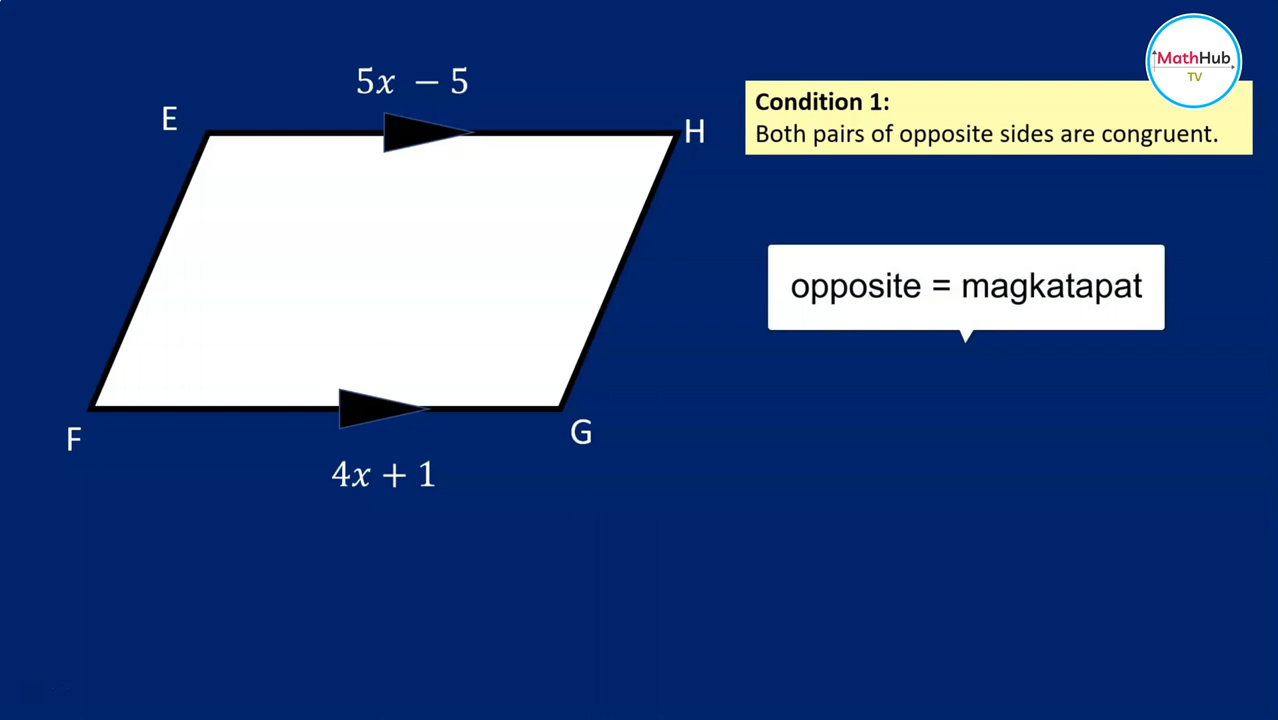 MathHub
TV
5x − 5
Condition 1:
Both pairs of opposite sides are congruent.
E
H
opposite = magkatapat
F
G
4x + 1